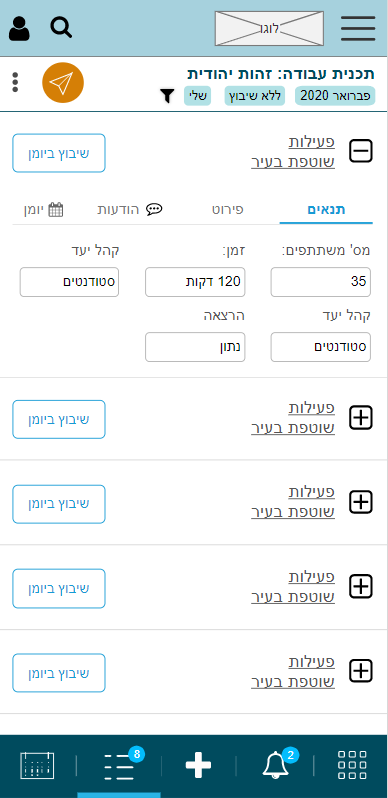 לוגו
תכנית עבודה: זהות יהודית
פברואר 2020
ללא שיבוץ
שלי
פעילות
שוטפת בעיר
שיבוץ ביומן
תנאים
פירוט
הודעות
יומן
מס' משתתפים:
זמן:
קהל יעד
35
120 דקות
סטודנטים
קהל יעד
הרצאה
סטודנטים
נתון
פעילות
שוטפת בעיר
שיבוץ ביומן
פעילות
שוטפת בעיר
שיבוץ ביומן
פעילות
שוטפת בעיר
שיבוץ ביומן
פעילות
שוטפת בעיר
שיבוץ ביומן
2
8